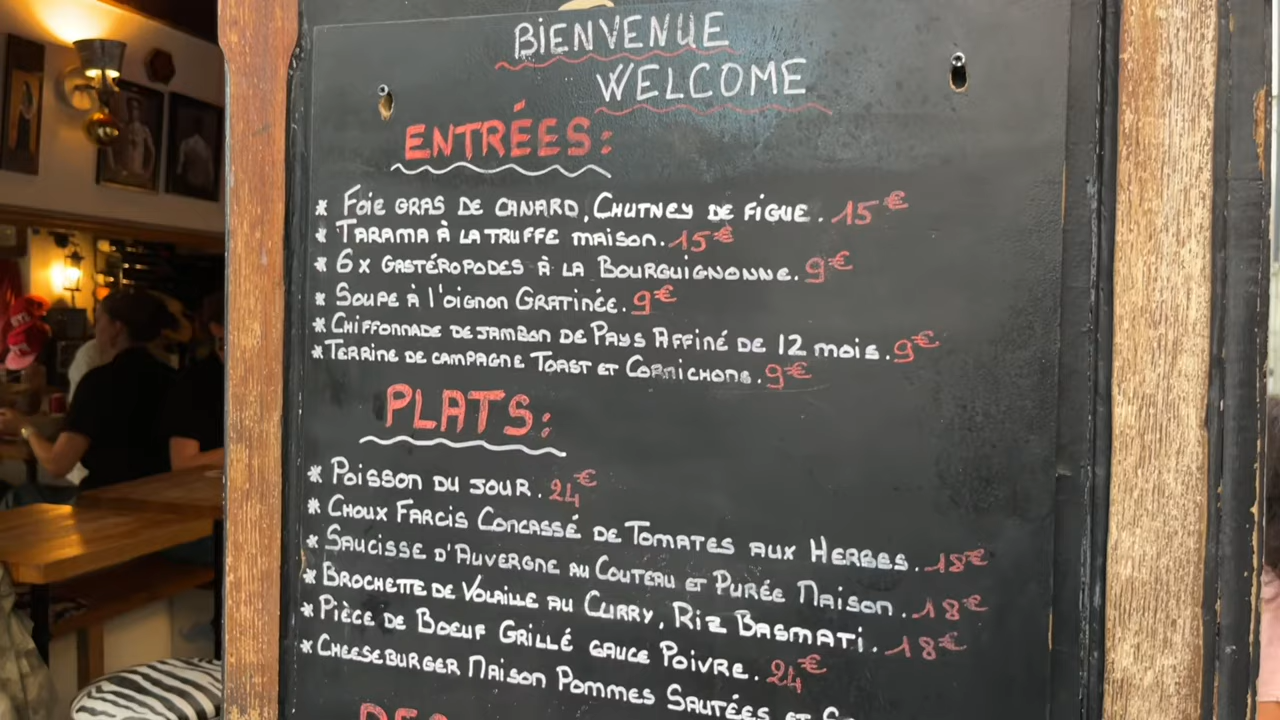 BIENVENUE
WELCOME
ENTRÉES:
* FOIE GRAS DE CANARD, CHUTNEY DE FIGUE. 15€
* TARAMA À LA TRUFFE MAISON. 15€
* 6 X GASTÉROPODES À LA BOURGUIGNONNE. 9€
* SOUPE À L'OIGNON GRATINÉE. 9€
* CHIFFONNADE DE JAMBON DE PAYS AFFINÉ DE 12 MOIS. 9€
* TERRINE DE CAMPAGNE TOAST ET CORNICHONS. 9€
PLATS:
* POISSON DU JOUR. 24€
* CHOUX FARCIS CONCASSÉ DE TOMATES AUX HERBES. 18€
* SAUCISSE D'AUVERGNE AU COUTEAU ET PURÉE MAISON. 18€
* BROCHETTE DE VOLAILLE AU CURRY, RIZ BASMATI. 18€
* PIÈCE DE BOEUF GRILLÉ SAUCE POIVRE. 24€
* CHEESEBURGER MAISON POMMES SAUTÉES ET